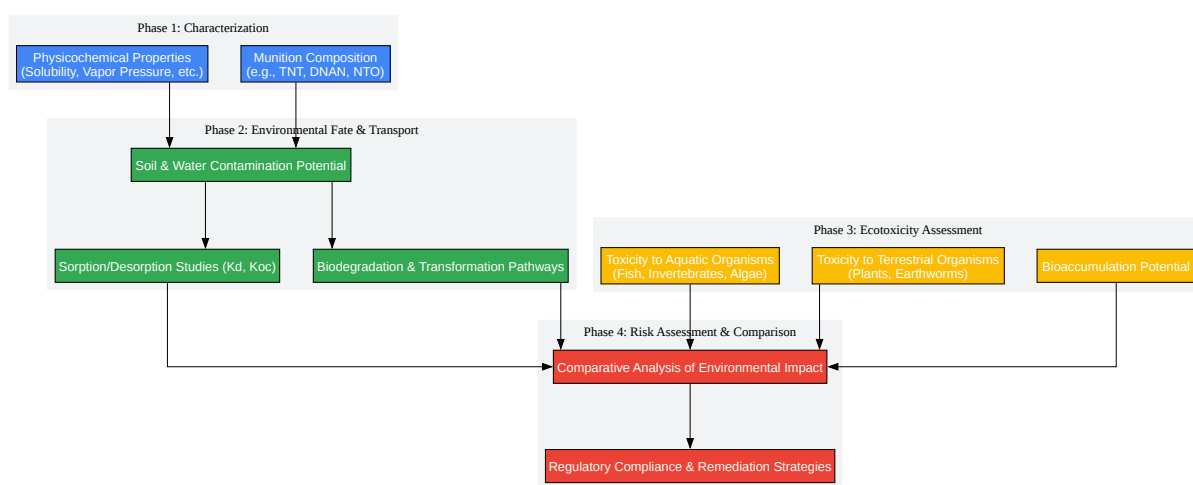 Phase 1: Characterization
Physicochemical Properties
(Solubility, Vapor Pressure, etc.)
Munition Composition
(e.g., TNT, DNAN, NTO)
Phase 2: Environmental Fate & Transport
Soil & Water Contamination Potential
Sorption/Desorption Studies (Kd, Koc)
Biodegradation & Transformation Pathways
Phase 3: Ecotoxicity Assessment
Toxicity to Aquatic Organisms
(Fish, Invertebrates, Algae)
Toxicity to Terrestrial Organisms
(Plants, Earthworms)
Bioaccumulation Potential
Phase 4: Risk Assessment & Comparison
Comparative Analysis of Environmental Impact
Regulatory Compliance & Remediation Strategies